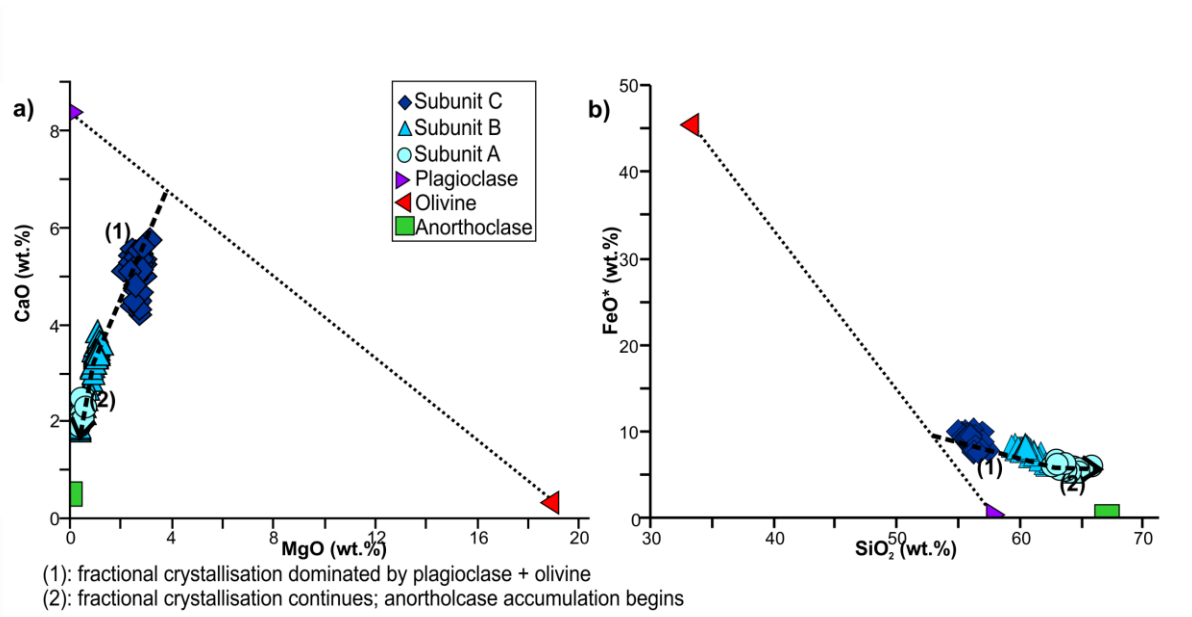 a)
CaO (wt.%)
8
6
4
2
0
0 4 8 12 16 20
MgO (wt.%)
(1)
(2)
Subunit C
Subunit B
Subunit A
Plagioclase
Olivine
Anorthoclase
b)
FeO* (wt.%)
50
40
30
20
10
0
30 40 50 60 70
SiO₂ (wt.%)
(1)
(2)
(1): fractional crystallisation dominated by plagioclase + olivine
(2): fractional crystallisation continues; anortholcase accumulation begins